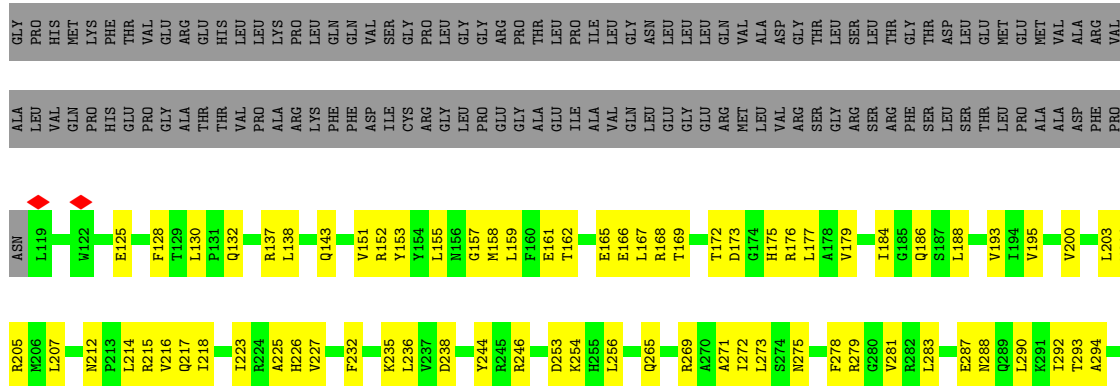 GLY PRO HIS MET LYS PHE THR VAL GLU ARG GLU HIS LEU LEU LYS PRO LEU GLN GLN VAL SER GLY PRO LEU GLY GLY ARG PRO THR LEU PRO ILE LEU GLY ASN LEU LEU LEU GLN VAL ALA ASP GLY THR LEU SER LEU THR GLY THR ASP LEU GLU MET GLU MET VAL ALA ARG VAL
ALA LEU VAL GLN PRO HIS GLU PRO GLY ALA THR THR VAL PRO ALA ARG LYS PHE PHE ASP ILE CYS ARG GLY LEU PRO GLU GLY ALA GLU ILE ALA VAL GLN LEU GLU GLY GLU ARG MET LEU VAL ARG SER GLY ARG SER ARG PHE SER LEU SER THR LEU PRO ALA ALA ASP PHE PRO
ASN L119 W122 E125 F128 T129 L130 P131 Q132 R137 L138 Q143 V151 R152 Y153 Y154 L155 N156 G157 M158 L159 F160 E161 T162 E165 E166 L167 R168 T169 T172 D173 G174 H175 R176 L177 A178 V179 I184 G185 Q186 S187 L188 V193 I194 V195 V200 L203
R205 M206 L207 N212 P213 L214 R215 V216 Q217 I218 I223 R224 A225 H226 V227 F232 K235 L236 V237 D238 Y244 R245 R246 D253 K254 H255 L256 Q265 R269 A270 A271 I272 L273 S274 N275 F278 R279 G280 V281 R282 L283 E287 N288 Q289 L290 K291 I292 T293 A294